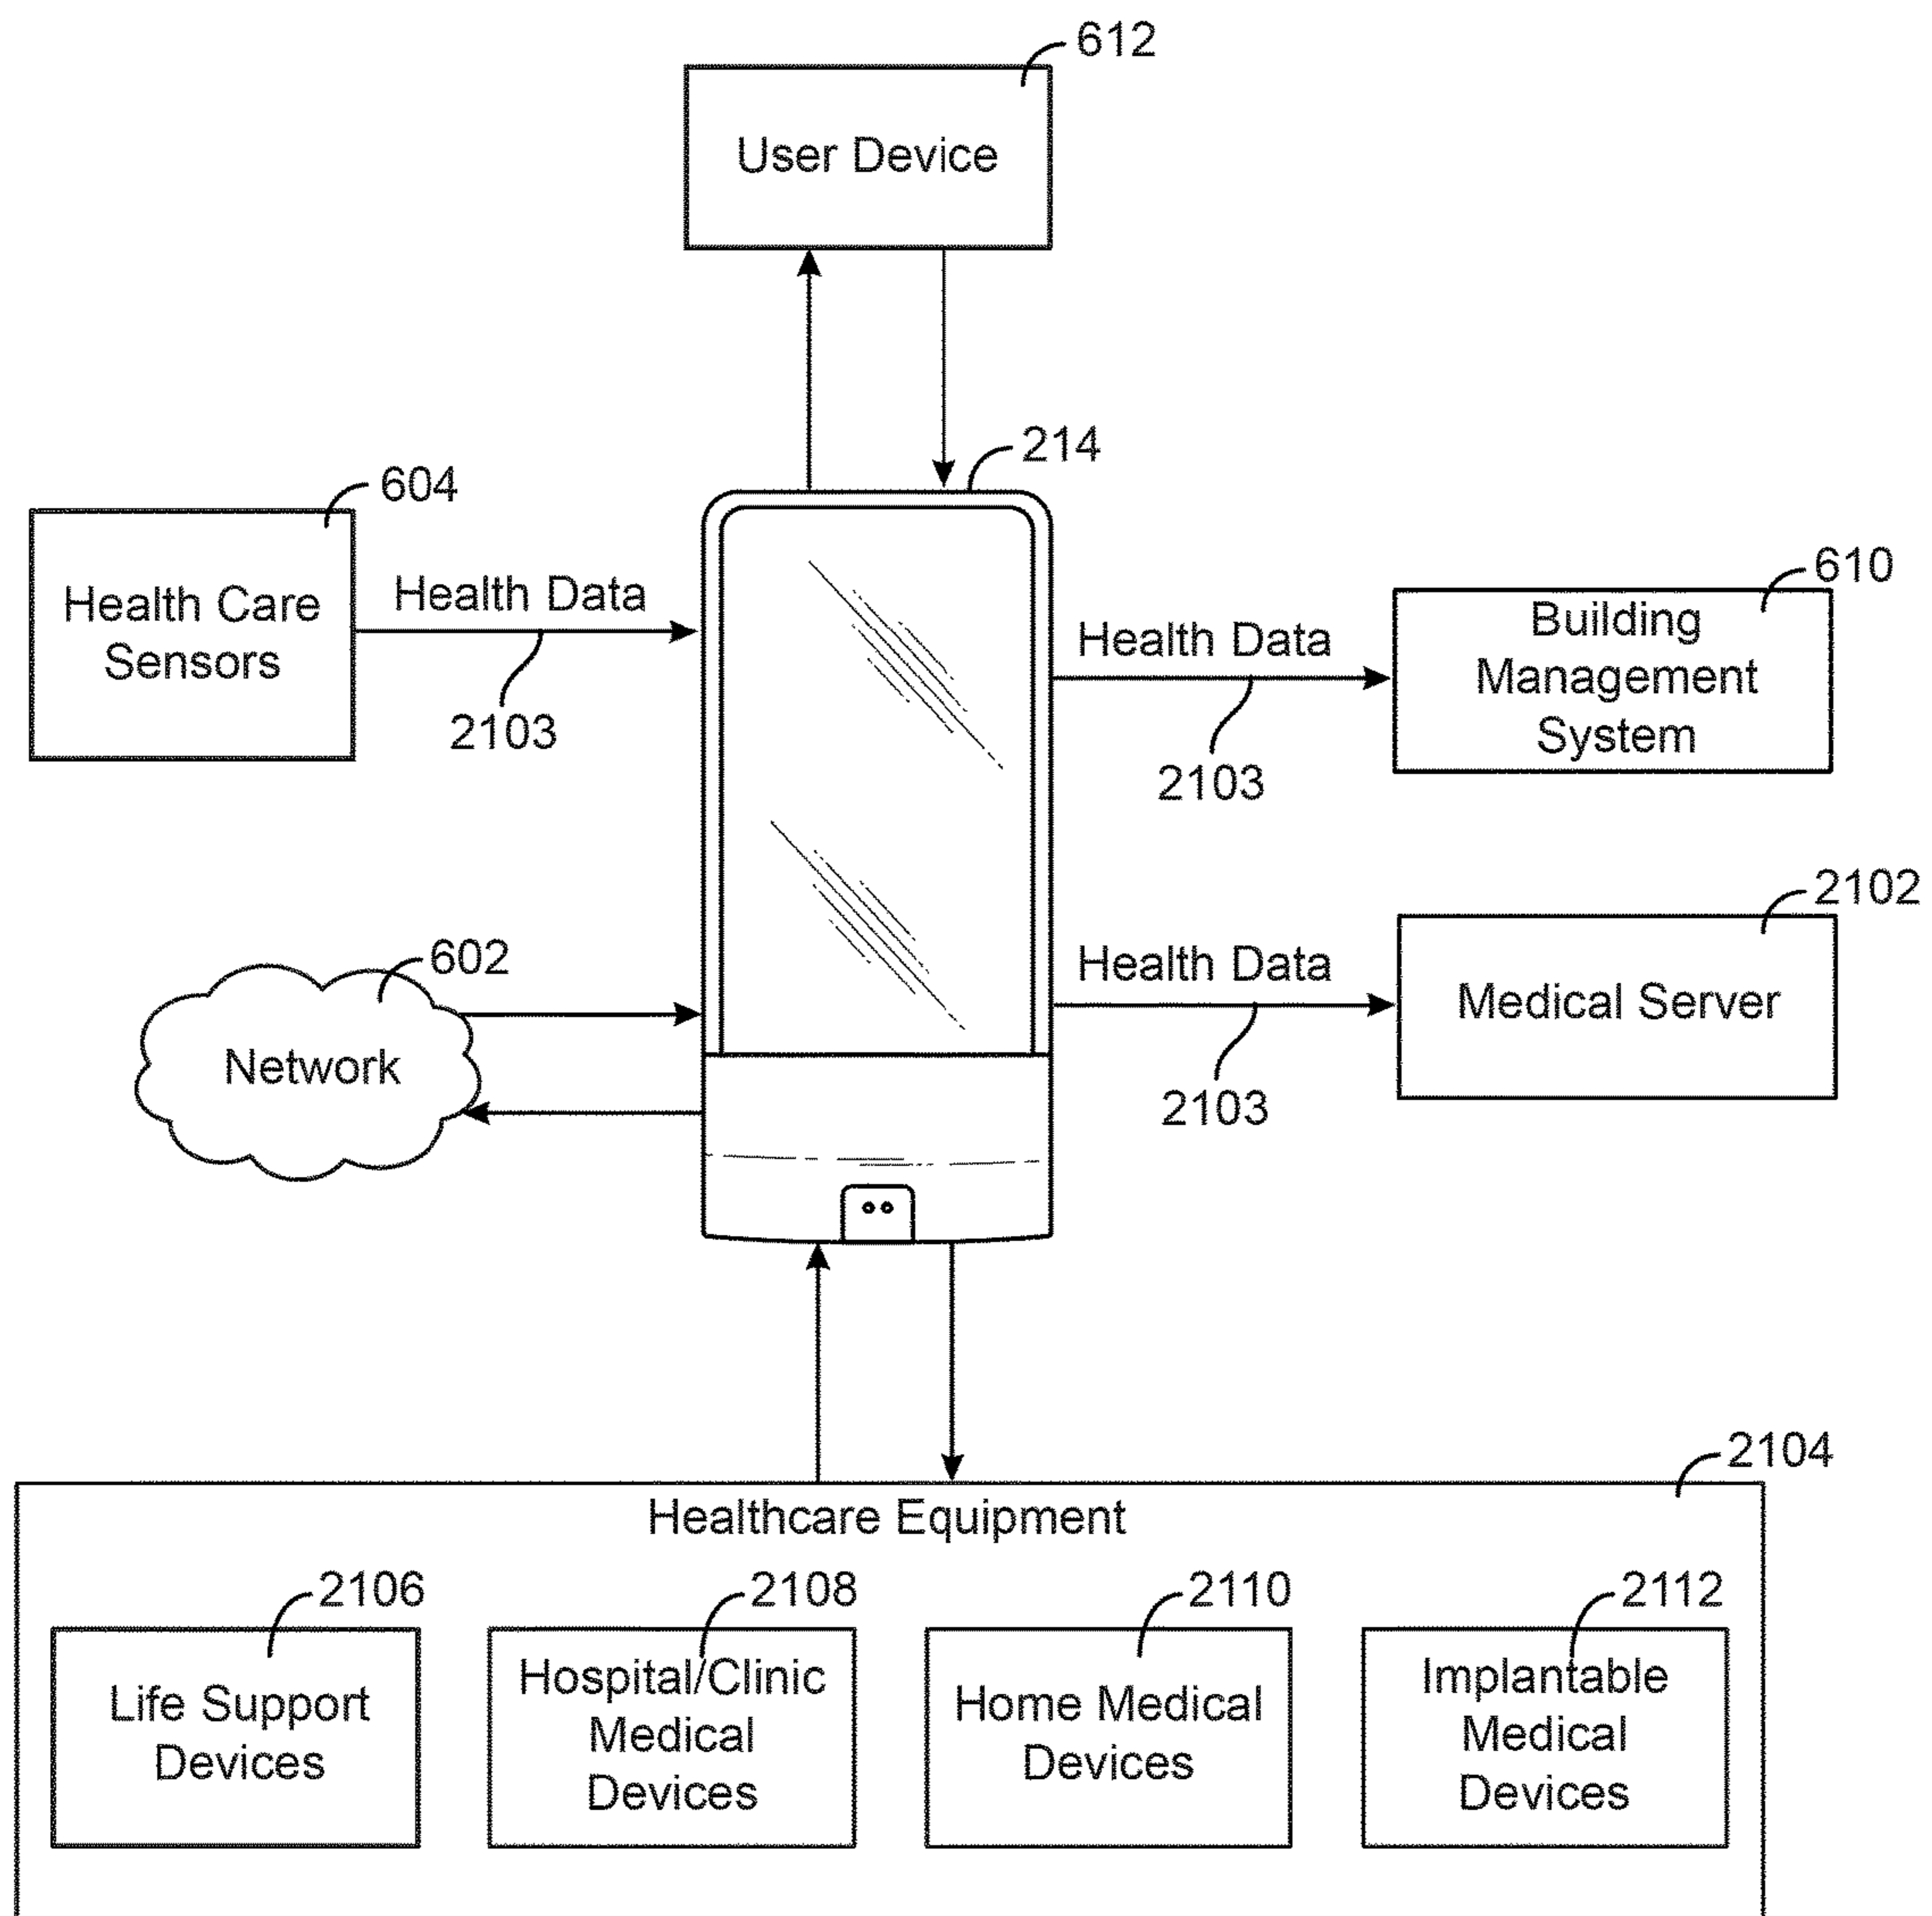 612
User Device
214
604
Health Care
Sensors
Health Data
2103
610
Building
Management
System
Health Data
2103
2102
Medical Server
Health Data
2103
602
Network
2104
Healthcare Equipment
2106
Life Support
Devices
2108
Hospital/Clinic
Medical
Devices
2110
Home Medical
Devices
2112
Implantable
Medical
Devices